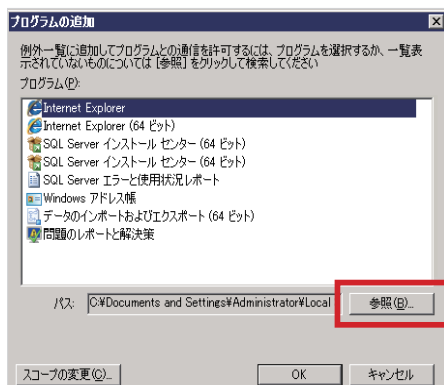 プログラムの追加
例外一覧に追加してプログラムとの通信を許可するには、プログラムを選択するか、一覧表
示されていないものについては [参照] をクリックして検索してください
プログラム(P):
Internet Explorer
Internet Explorer (64 ビット)
SQL Server インストール センター (64 ビット)
SQL Server インストール センター (64 ビット)
SQL Server エラーと使用状況レポート
Windows アドレス帳
データのインポートおよびエクスポート (64 ビット)
問題のレポートと解決策
パス: C:¥Documents and Settings¥Administrator¥Local 参照(B)...
スコープの変更(C)... OK キャンセル